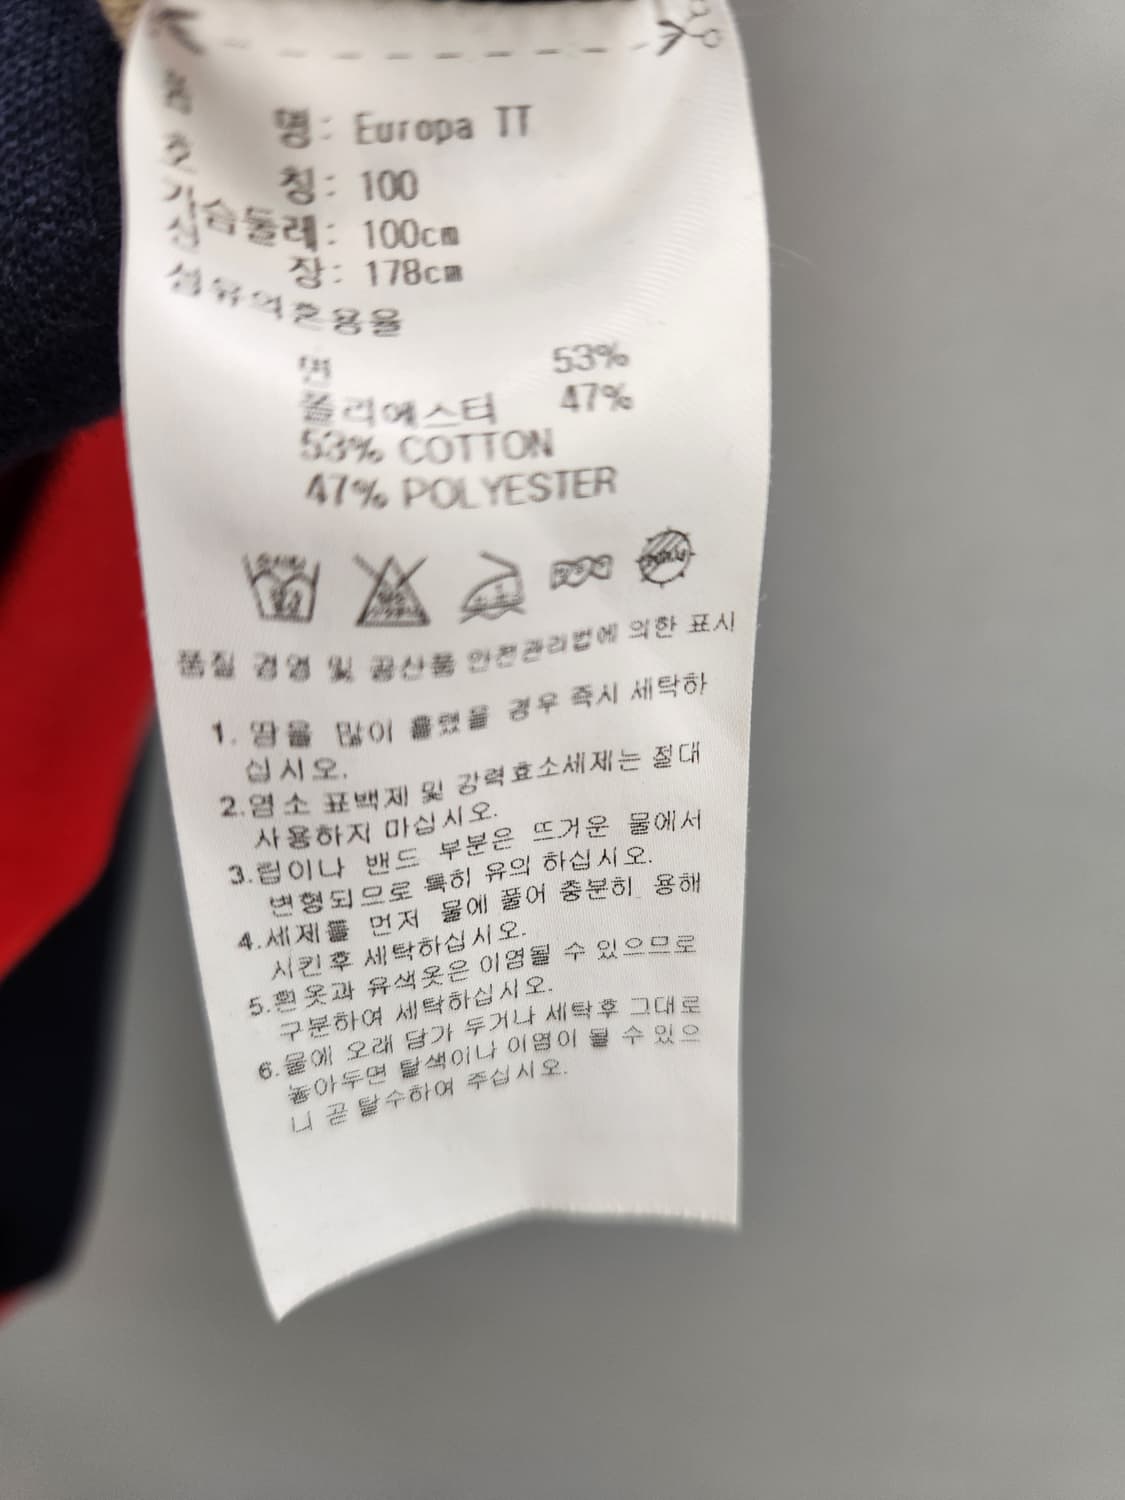 품 명: Europa TT
호 칭: 100
가슴둘레: 100cm
신 장: 178cm
섬유의혼용율
면 53%
폴리에스터 47%
53% COTTON
47% POLYESTER
품질 경영 및 공산품 안전관리법에 의한 표시
1. 땀을 많이 흘렸을 경우 즉시 세탁하
십시오.
2.염소 표백제 및 강력효소세제는 절대
사용하지 마십시오.
3.립이나 밴드 부분은 뜨거운 물에서
변형되므로 특히 유의 하십시오.
4.세제를 먼저 물에 풀어 충분히 용해
시킨후 세탁하십시오.
5.흰옷과 유색옷은 이염될 수 있으므로
구분하여 세탁하십시오.
6.물에 오래 담가 두거나 세탁후 그대로
놓아두면 탈색이나 이염이 될 수 있으
니 곧 탈수하여 주십시오.